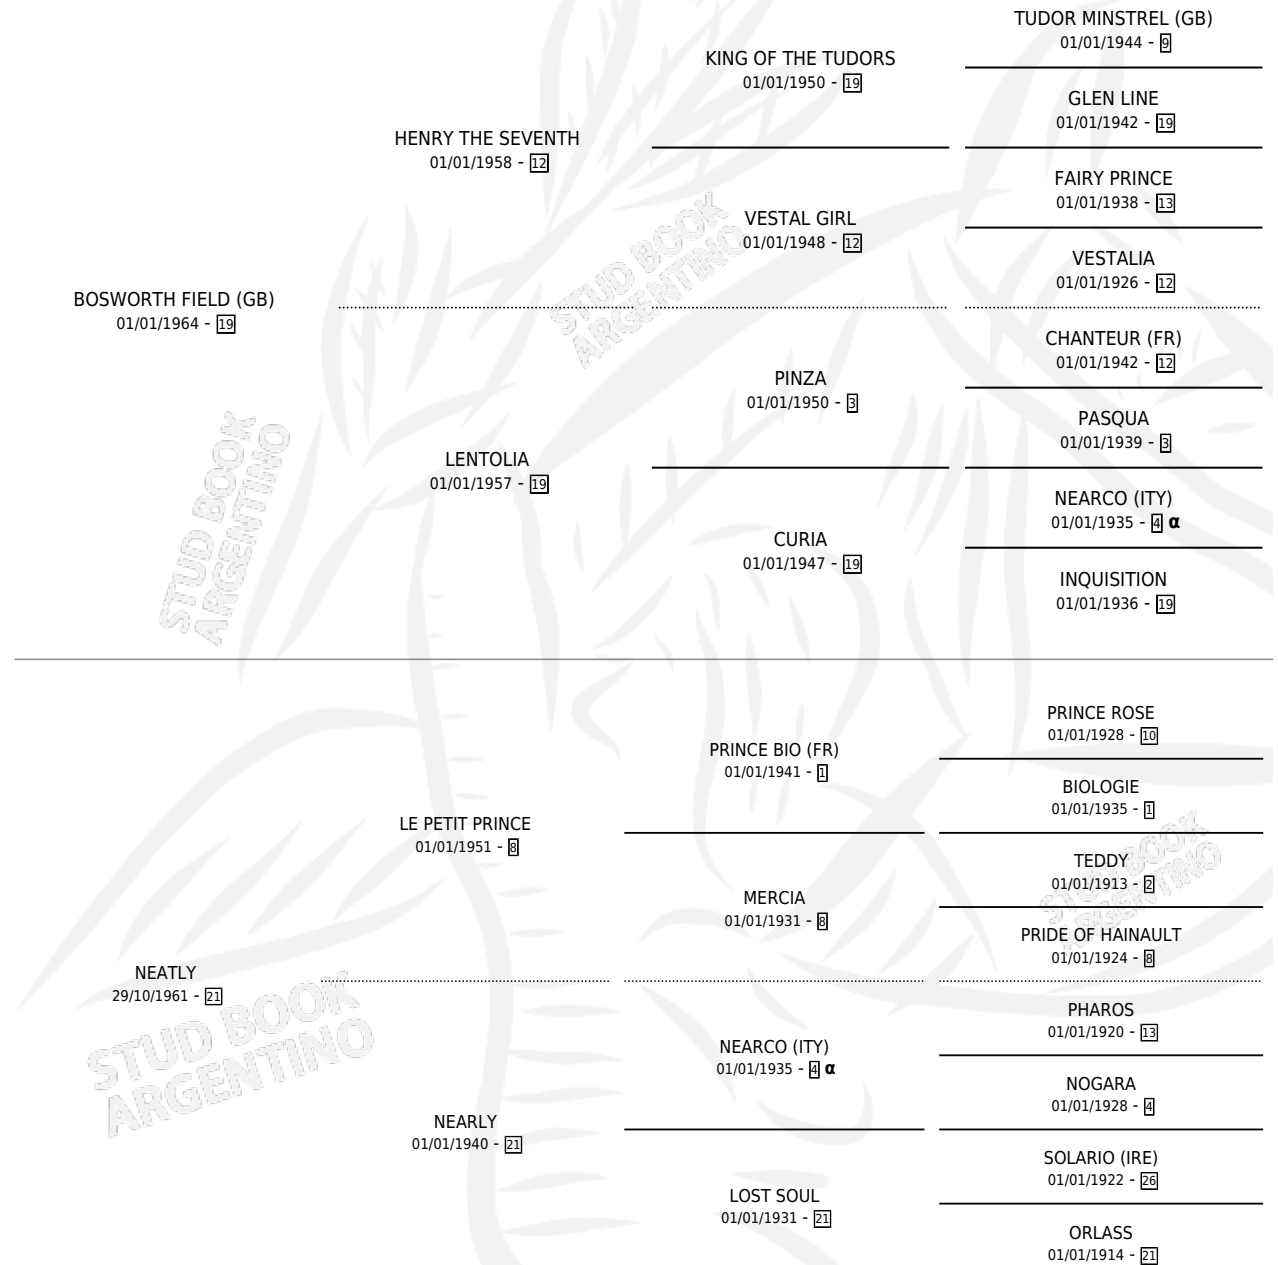 TUDOR MINSTREL (GB)
01/01/1944 - 9
KING OF THE TUDORS
01/01/1950 - 19
GLEN LINE
01/01/1942 - 19
HENRY THE SEVENTH
01/01/1958 - 12
FAIRY PRINCE
01/01/1938 - 13
VESTAL GIRL
01/01/1948 - 12
VESTALIA
01/01/1926 - 12
BOSWORTH FIELD (GB)
01/01/1964 - 19
CHANTEUR (FR)
01/01/1942 - 12
PINZA
01/01/1950 - 3
PASQUA
01/01/1939 - 3
LENTOLIA
01/01/1957 - 19
NEARCO (ITY)
01/01/1935 - 4 α
CURIA
01/01/1947 - 19
INQUISITION
01/01/1936 - 19
PRINCE ROSE
01/01/1928 - 10
PRINCE BIO (FR)
01/01/1941 - 1
BIOLOGIE
01/01/1935 - 1
LE PETIT PRINCE
01/01/1951 - 8
TEDDY
01/01/1913 - 2
MERCIA
01/01/1931 - 8
PRIDE OF HAINAULT
01/01/1924 - 8
NEATLY
29/10/1961 - 21
PHAROS
01/01/1920 - 13
NEARCO (ITY)
01/01/1935 - 4 α
NOGARA
01/01/1928 - 4
NEARLY
01/01/1940 - 21
SOLARIO (IRE)
01/01/1922 - 26
LOST SOUL
01/01/1931 - 21
ORLASS
01/01/1914 - 21
STUD BOOK
ARGENTINO
STUD BOOK
ARGENTINO
STUD BOOK
ARGENTINO
STUD BOOK
ARGENTINO